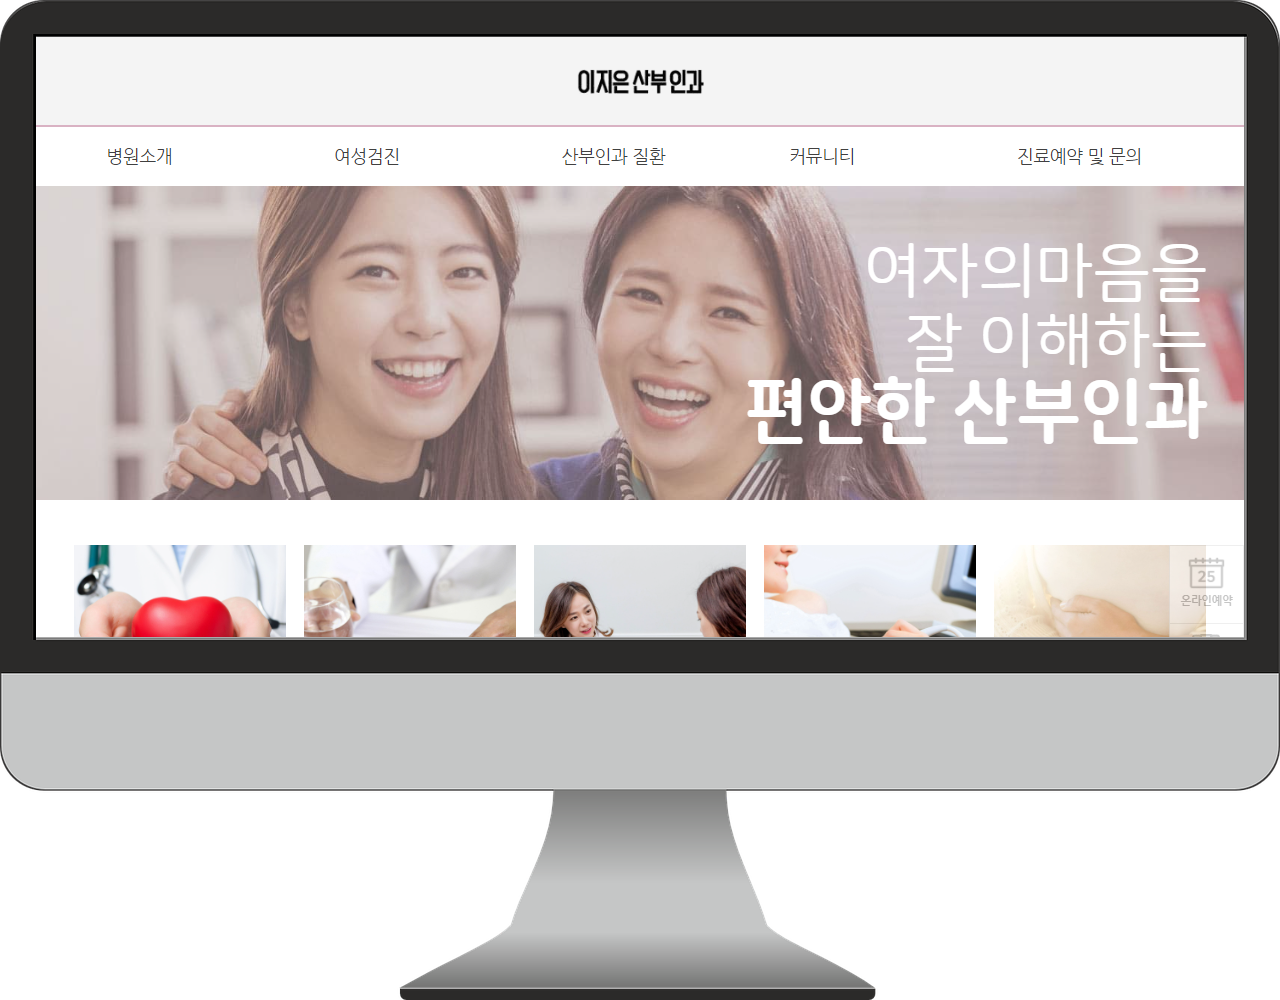 이지은 산부인과
병원소개 여성검진 산부인과 질환 커뮤니티 진료예약 및 문의
여자의마음을
잘 이해하는
편안한 산부인과
25
온라인예약